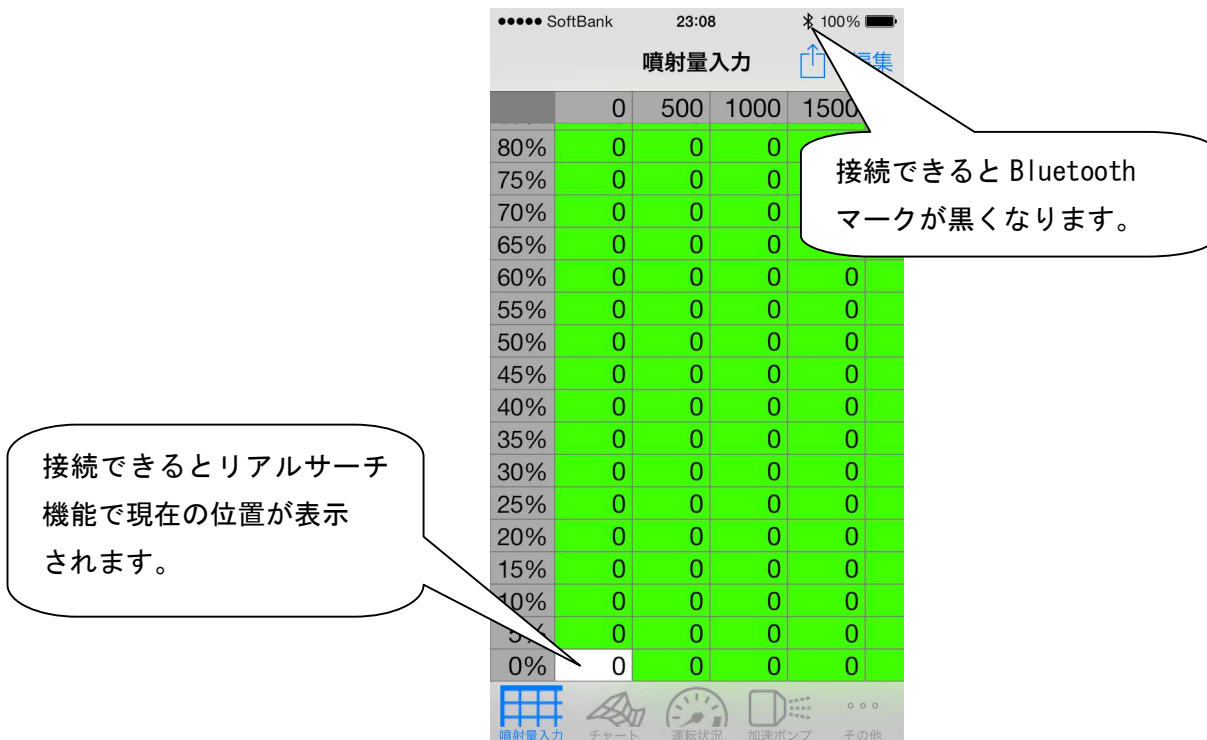 ●●●●● SoftBank 23:08 100%
噴射量入力 編集
0 500 1000 1500
80% 0 0 0
75% 0 0 0
70% 0 0 0
65% 0 0 0
60% 0 0 0 0
55% 0 0 0 0
50% 0 0 0 0
45% 0 0 0 0
40% 0 0 0 0
35% 0 0 0 0
30% 0 0 0 0
25% 0 0 0 0
20% 0 0 0 0
15% 0 0 0 0
10% 0 0 0 0
5% 0 0 0 0
0% 0 0 0 0
噴射量入力 チャート 運転状況 加速ポンプ その他
接続できると Bluetooth
マークが黒くなります。
接続できるとリアルサーチ
機能で現在の位置が表示
されます。